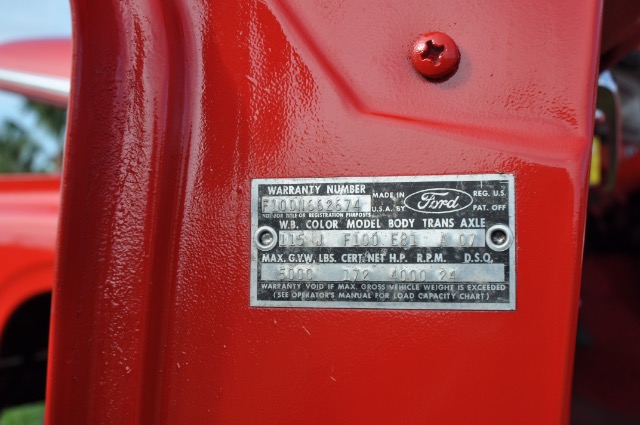 WARRANTY NUMBER
F10DN662674
MADE IN U.S.A. BY Ford REG. U.S. PAT. OFF.
NOT FOR TITLE OR REGISTRATION PURPOSES
W.B. COLOR MODEL BODY TRANS AXLE
115 J F100 E81 A 07
MAX. G.V.W. LBS. CERT. NET H.P. R.P.M. D.S.O.
5000 172 4000 24
WARRANTY VOID IF MAX. GROSS VEHICLE WEIGHT IS EXCEEDED
(SEE OPERATOR'S MANUAL FOR LOAD CAPACITY CHART)